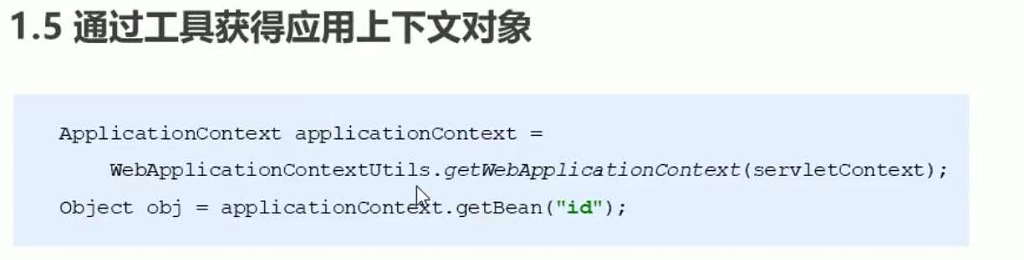 1.5 通过工具获得应用上下文对象
ApplicationContext applicationContext =
WebApplicationContextUtils.getWebApplicationContext(servletContext);
Object obj = applicationContext.getBean("id");